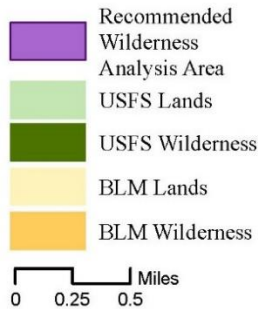 Recommended
Wilderness
Analysis Area
USFS Lands
USFS Wilderness
BLM Lands
BLM Wilderness
Miles
0 0.25 0.5